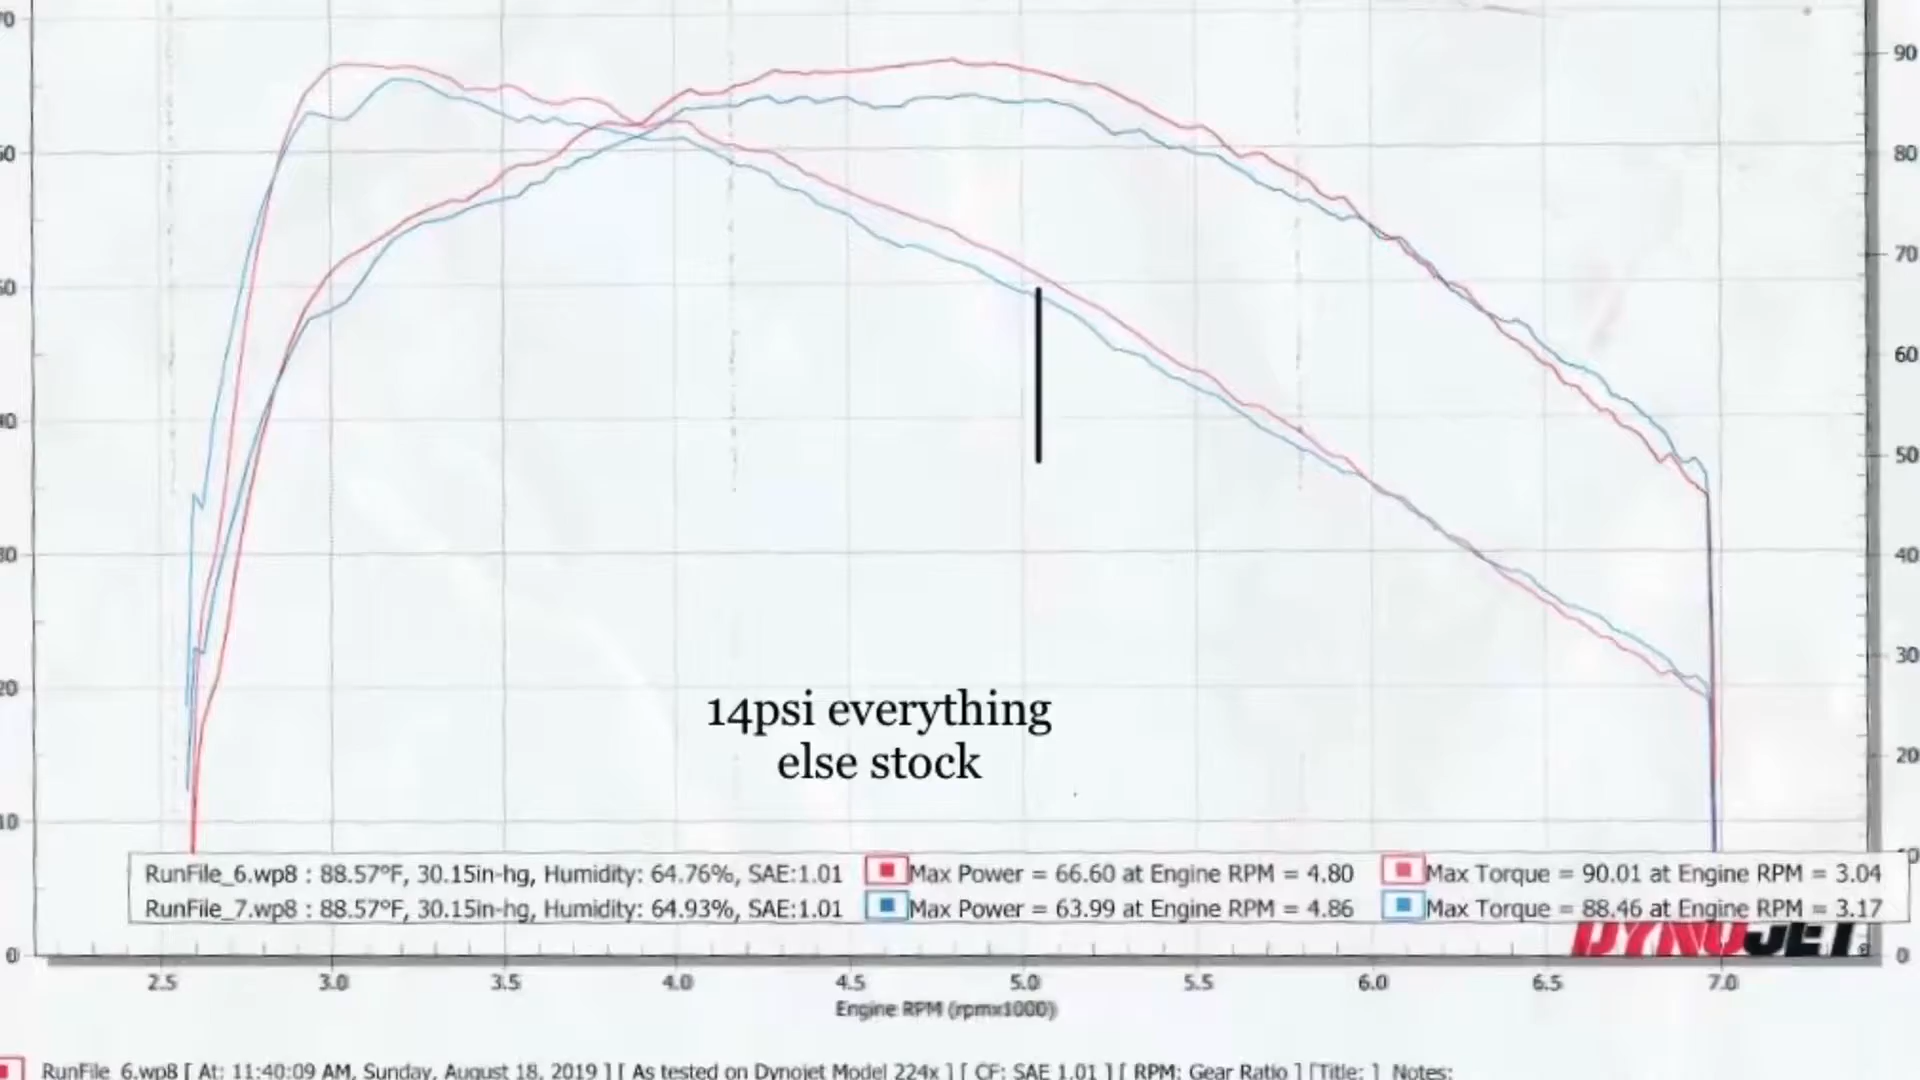 70
90
60
80
50
70
60
40
50
30
40
30
20
20
10
10
0
0
14psi everything
else stock
RunFile_6.wp8 : 88.57°F, 30.15in-hg, Humidity: 64.76%, SAE:1.01 Max Power = 66.60 at Engine RPM = 4.80 Max Torque = 90.01 at Engine RPM = 3.04
RunFile_7.wp8 : 88.57°F, 30.15in-hg, Humidity: 64.93%, SAE:1.01 Max Power = 63.99 at Engine RPM = 4.86 Max Torque = 88.46 at Engine RPM = 3.17
DYNOJET®
2.5 3.0 3.5 4.0 4.5 5.0 5.5 6.0 6.5 7.0
Engine RPM (rpmx1000)
RunFile_6.wp8 [ At: 11:40:09 AM, Sunday, August 18, 2019 ] [ As tested on Dynojet Model 224x ] [ CF: SAE 1.01 ] [ RPM: Gear Ratio ] [Title: ] Notes: